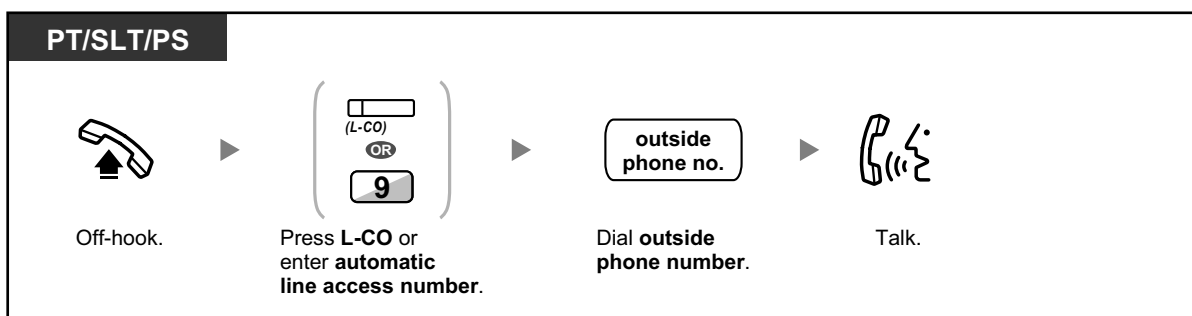 PT/SLT/PS
(L-CO)
OR
9
outside
phone no.
Off-hook.
Press L-CO or
enter automatic
line access number.
Dial outside
phone number.
Talk.